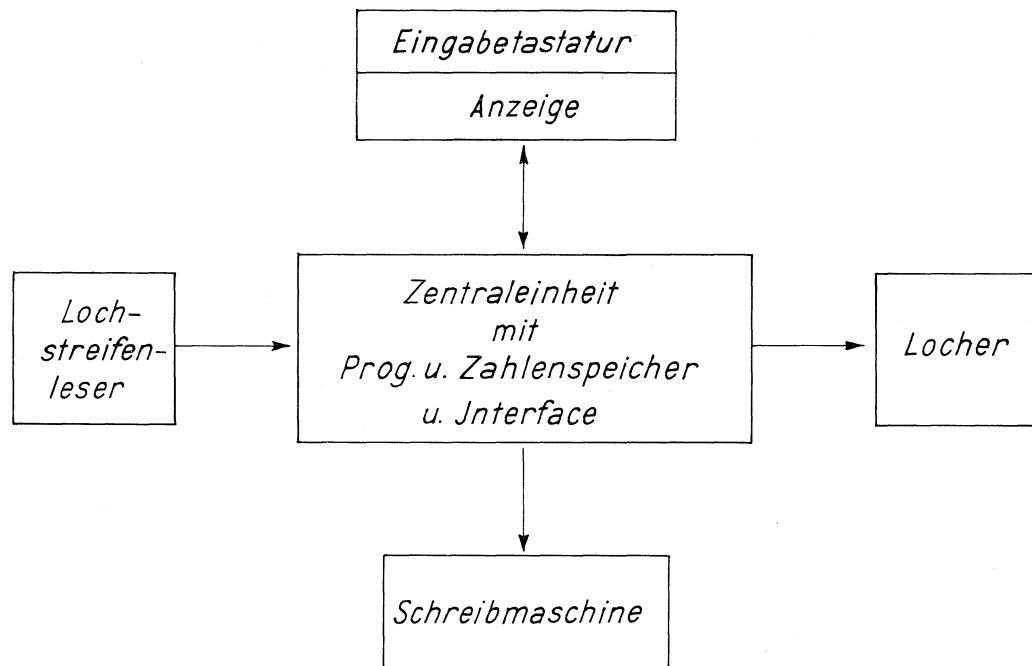 Eingabetastatur
Anzeige
Loch-
streifen-
leser
Zentraleinheit
mit
Prog. u. Zahlenspeicher
u. Jnterface
Locher
Schreibmaschine